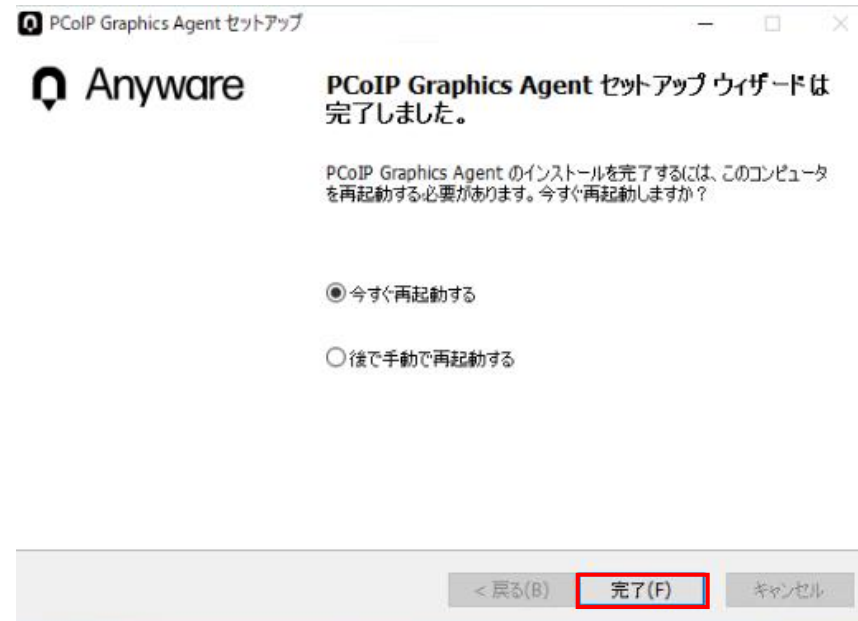 PCoIP Graphics Agent セットアップ
Anyware
PCoIP Graphics Agent セットアップ ウィザードは
完了しました。
PCoIP Graphics Agent のインストールを完了するには、このコンピュータ
を再起動する必要があります。今すぐ再起動しますか？
今すぐ再起動する
後で手動で再起動する
< 戻る(B)
完了(F)
キャンセル